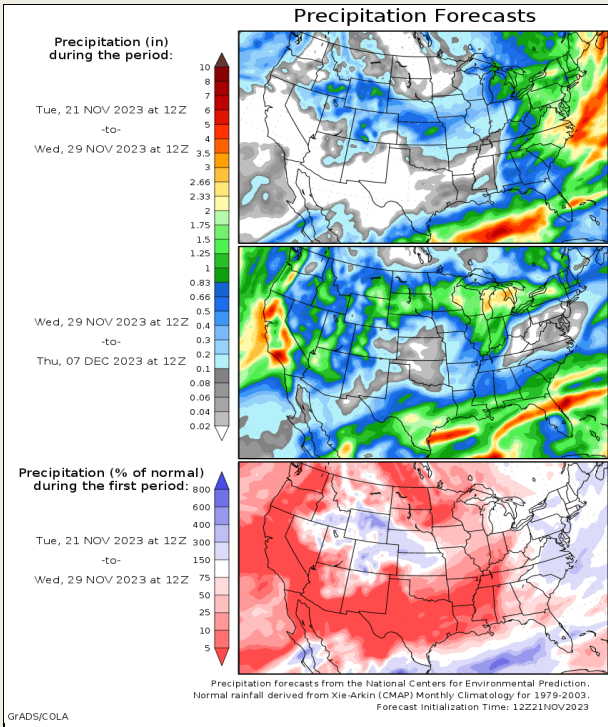 Precipitation Forecasts
Precipitation (in)
during the period:
Tue, 21 NOV 2023 at 12Z
-to-
Wed, 29 NOV 2023 at 12Z
10
8
7
6
5
4
3.5
3
2.66
2.33
2
1.75
1.5
1.25
1
0.83
0.66
0.5
0.4
0.3
0.2
0.1
0.08
0.06
0.04
0.02
Wed, 29 NOV 2023 at 12Z
-to-
Thu, 07 DEC 2023 at 12Z
Precipitation (% of normal)
during the first period:
800
600
400
300
150
75
50
25
10
5
Tue, 21 NOV 2023 at 12Z
-to-
Wed, 29 NOV 2023 at 12Z
Precipitation forecasts from the National Centers for Environmental Prediction.
Normal rainfall derived from Xie-Arkin (CMAP) Monthly Climatology for 1979-2003.
Forecast Initialization Time: 12Z21NOV2023
GrADS/COLA